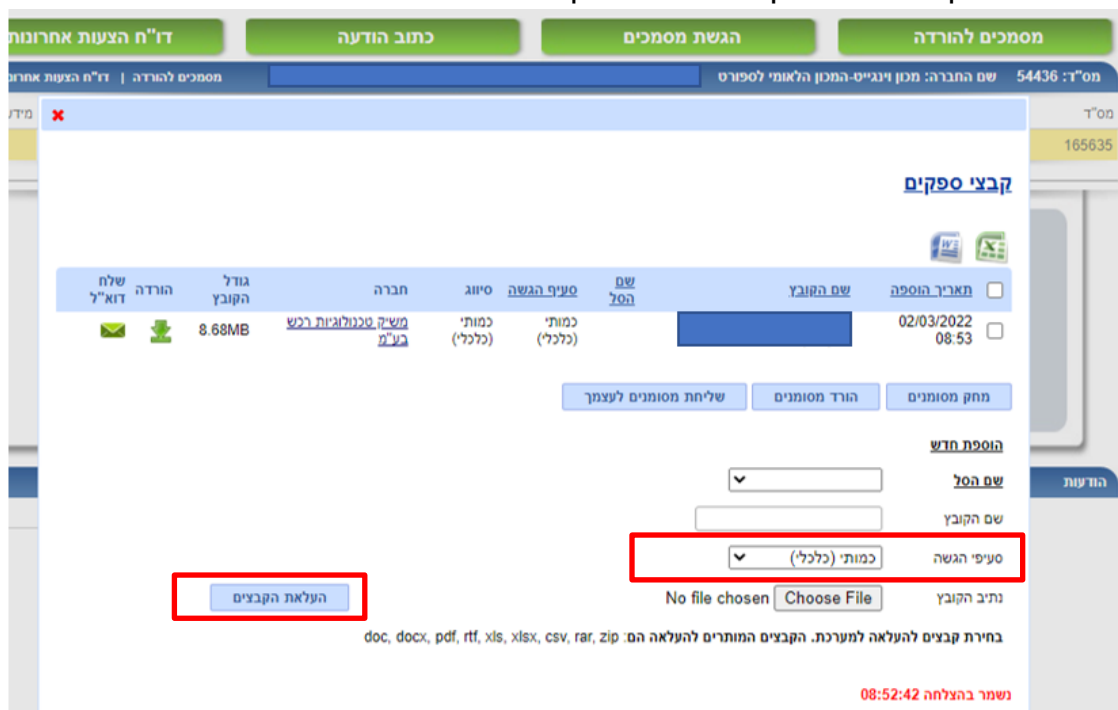 מסמכים להורדה הגשת מסמכים כתוב הודעה דו"ח הצעות אחרונות
מס"ד: 54436 שם החברה: מכון וינגייט-המכון הלאומי לספורט מסמכים להורדה | דו"ח הצעות
מס"ד
165635
קבצי ספקים
תאריך הוספה שם הקובץ שם הסל סעיף הגשה סיווג חברה גודל הקובץ הורדה שלח דוא"ל
02/03/2022 08:53 כמותי (כלכלי) כמותי (כלכלי) משיק טכנולוגיות רכש בע"מ 8.68MB
מחק מסומנים הורד מסומנים שליחת מסומנים לעצמך
הוספת חדש
שם הסל
הודעות
שם הקובץ
סעיפי הגשה כמותי (כלכלי)
נתיב הקובץ Choose File No file chosen העלאת הקבצים
בחירת קבצים להעלאה למערכת. הקבצים המותרים להעלאה הם: doc, docx, pdf, rtf, xls, xlsx, csv, rar, zip
נשמר בהצלחה 08:52:42